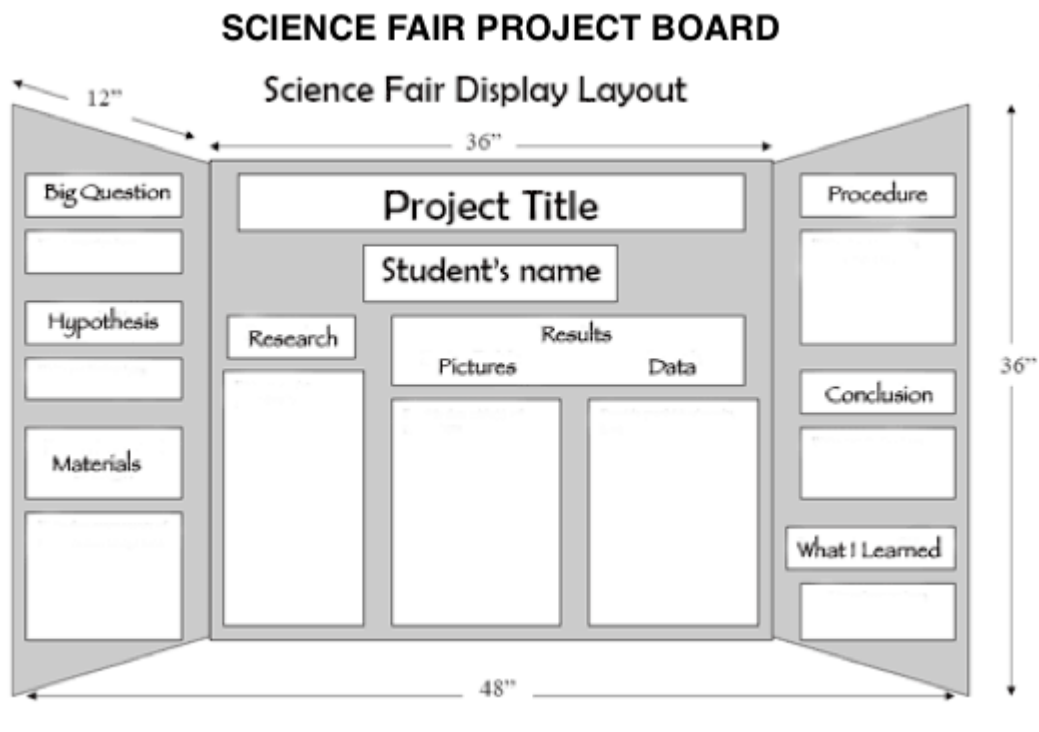 SCIENCE FAIR PROJECT BOARD
Science Fair Display Layout
12”
36”
Big Question
Hypothesis
Materials
Project Title
Student’s name
Research
Results
Pictures Data
Procedure
Conclusion
What I Learned
36”
48”